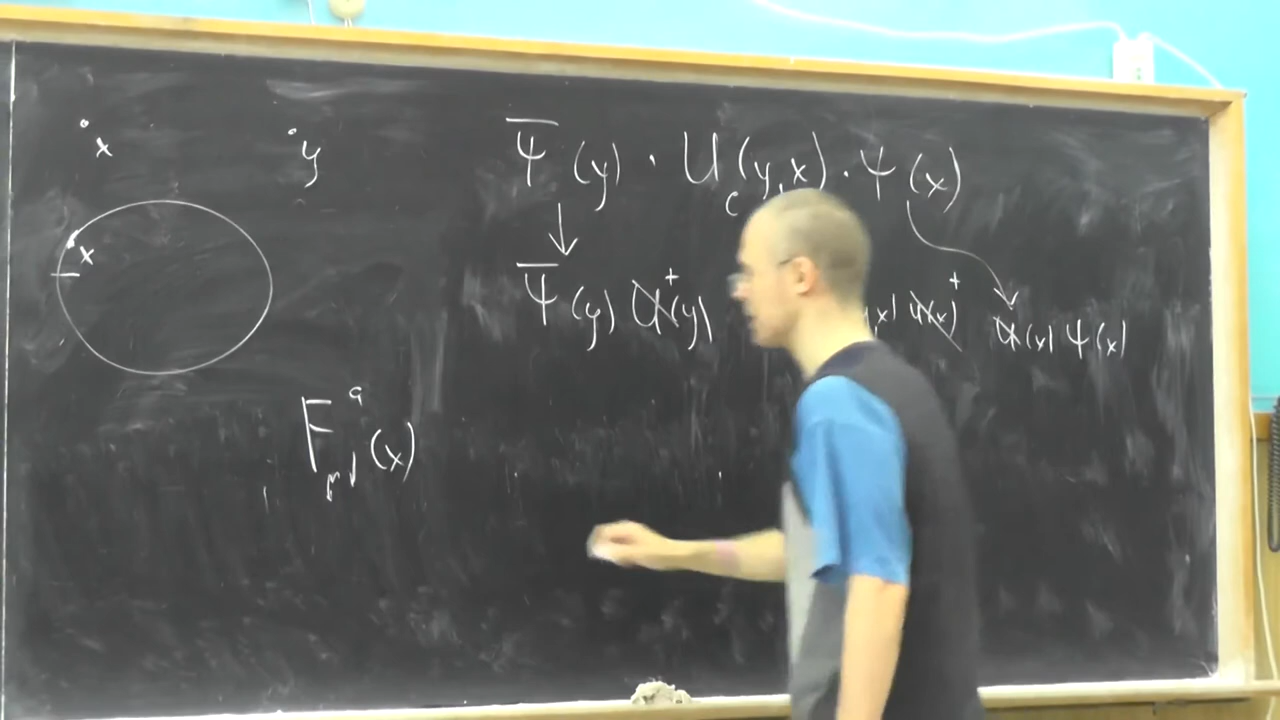 x y
Ψ̅ (y) · U_c (y,x) · Ψ (x)
x
Ψ̅ (y) U⁺(y) ,x) U(x)⁺ U(x) Ψ(x)
F^a_μν (x)